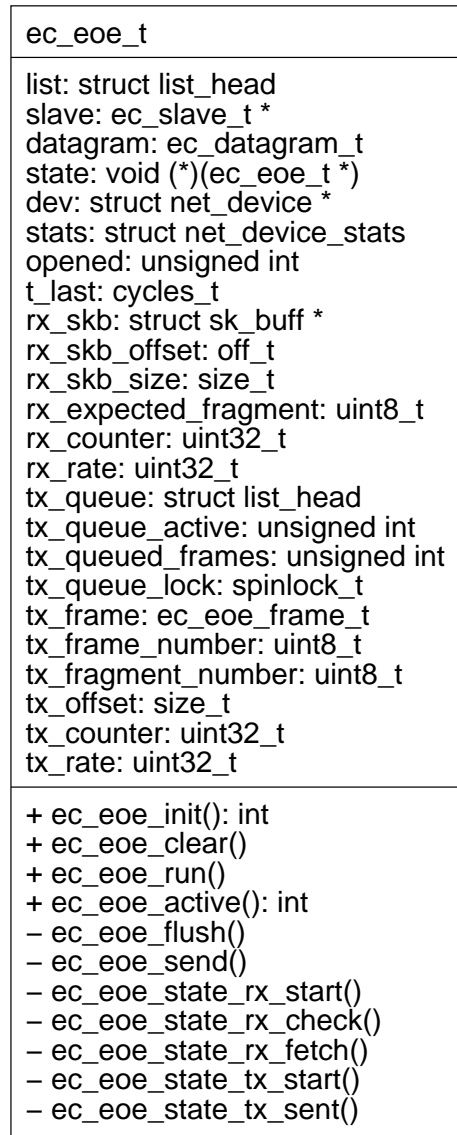 ec_eoe_t
list: struct list_head
slave: ec_slave_t *
datagram: ec_datagram_t
state: void (*)(ec_eoe_t *)
dev: struct net_device *
stats: struct net_device_stats
opened: unsigned int
t_last: cycles_t
rx_skb: struct sk_buff *
rx_skb_offset: off_t
rx_skb_size: size_t
rx_expected_fragment: uint8_t
rx_counter: uint32_t
rx_rate: uint32_t
tx_queue: struct list_head
tx_queue_active: unsigned int
tx_queued_frames: unsigned int
tx_queue_lock: spinlock_t
tx_frame: ec_eoe_frame_t
tx_frame_number: uint8_t
tx_fragment_number: uint8_t
tx_offset: size_t
tx_counter: uint32_t
tx_rate: uint32_t
+ ec_eoe_init(): int
+ ec_eoe_clear()
+ ec_eoe_run()
+ ec_eoe_active(): int
– ec_eoe_flush()
– ec_eoe_send()
– ec_eoe_state_rx_start()
– ec_eoe_state_rx_check()
– ec_eoe_state_rx_fetch()
– ec_eoe_state_tx_start()
– ec_eoe_state_tx_sent()